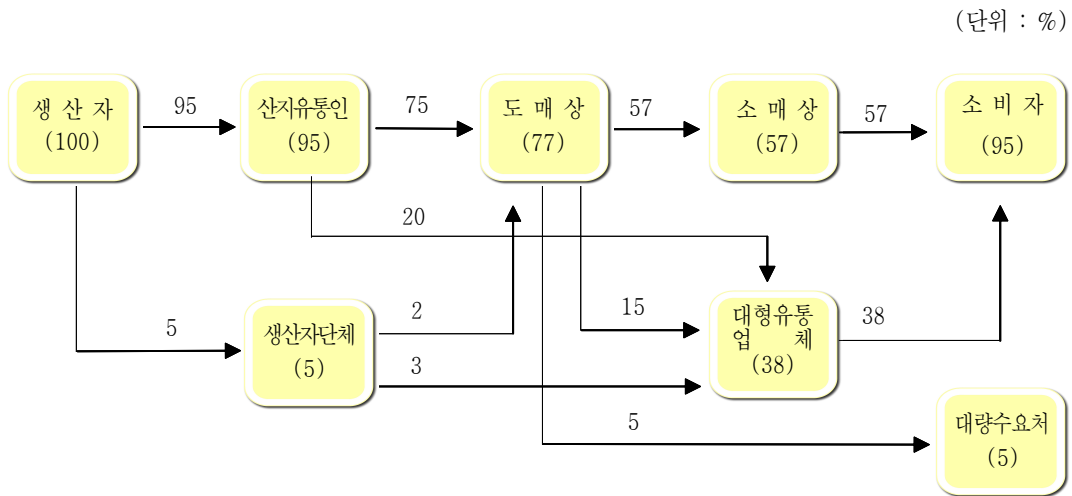 (단위 : %)
생 산 자
(100)
95
산지유통인
(95)
75
도 매 상
(77)
57
소 매 상
(57)
57
소 비 자
(95)
20
5
생산자단체
(5)
2
3
15
대형유통
업 체
(38)
38
5
대량수요처
(5)